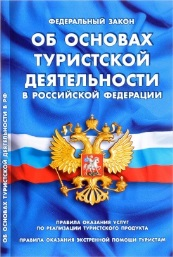 ФЕДЕРАЛЬНЫЙ ЗАКОН
ОБ ОСНОВАХ
ТУРИСТСКОЙ
ДЕЯТЕЛЬНОСТИ
В РОССИЙСКОЙ ФЕДЕРАЦИИ
ПРАВИЛА ОКАЗАНИЯ УСЛУГ
ПО РЕАЛИЗАЦИИ ТУРИСТСКОГО ПРОДУКТА
ПРАВИЛА ОКАЗАНИЯ ЭКСТРЕННОЙ ПОМОЩИ ТУРИСТАМ
ОБ ОСНОВАХ ТУРИСТСКОЙ ДЕЯТЕЛЬНОСТИ В РФ